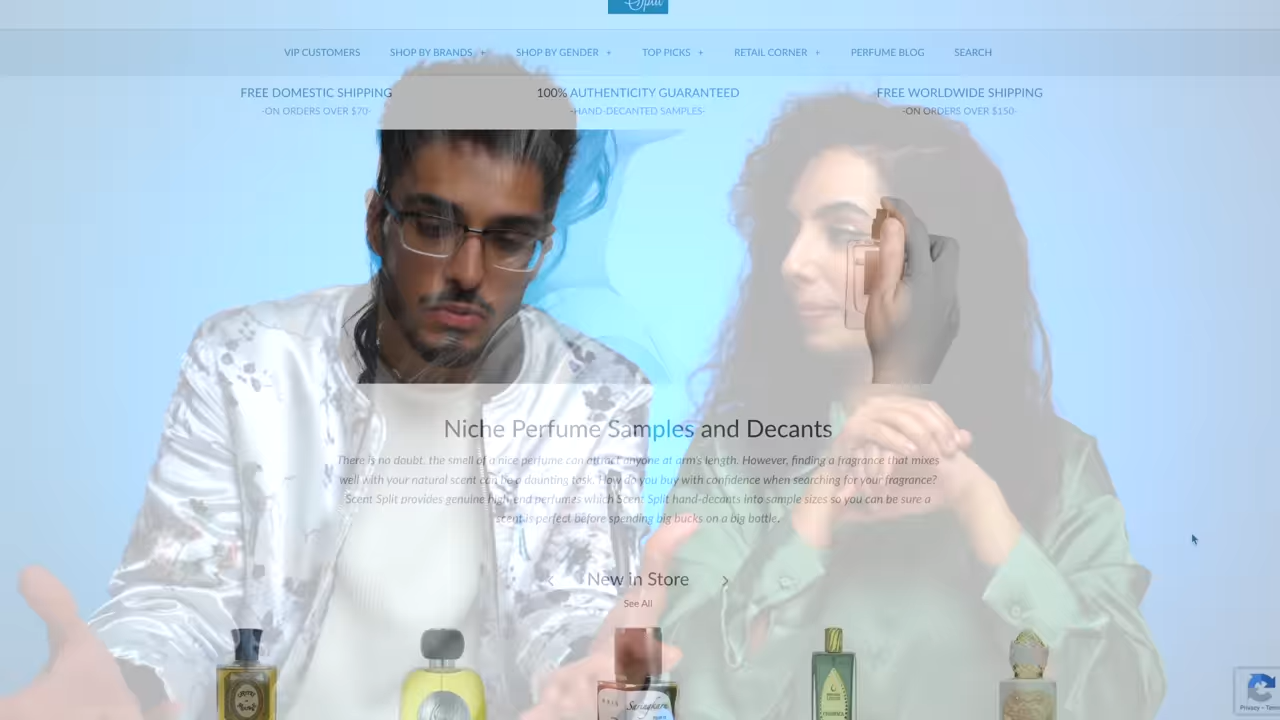 Split
VIP CUSTOMERS SHOP BY BRANDS + SHOP BY GENDER + TOP PICKS + RETAIL CORNER + PERFUME BLOG SEARCH
FREE DOMESTIC SHIPPING 100% AUTHENTICITY GUARANTEED FREE WORLDWIDE SHIPPING
-ON ORDERS OVER $70- -HAND-DECANTED SAMPLES- -ON ORDERS OVER $150-
Niche Perfume Samples and Decants
There is no doubt, the smell of a nice perfume can attract anyone at arm's length. However, finding a fragrance that mixes
well with your natural scent can be a daunting task. How do you buy with confidence when searching for your fragrance?
Scent Split provides genuine high-end perfumes which Scent Split hand-decants into sample sizes so you can be sure a
scent is perfect before spending big bucks on a big bottle.
New in Store
See All
Privacy - Terms